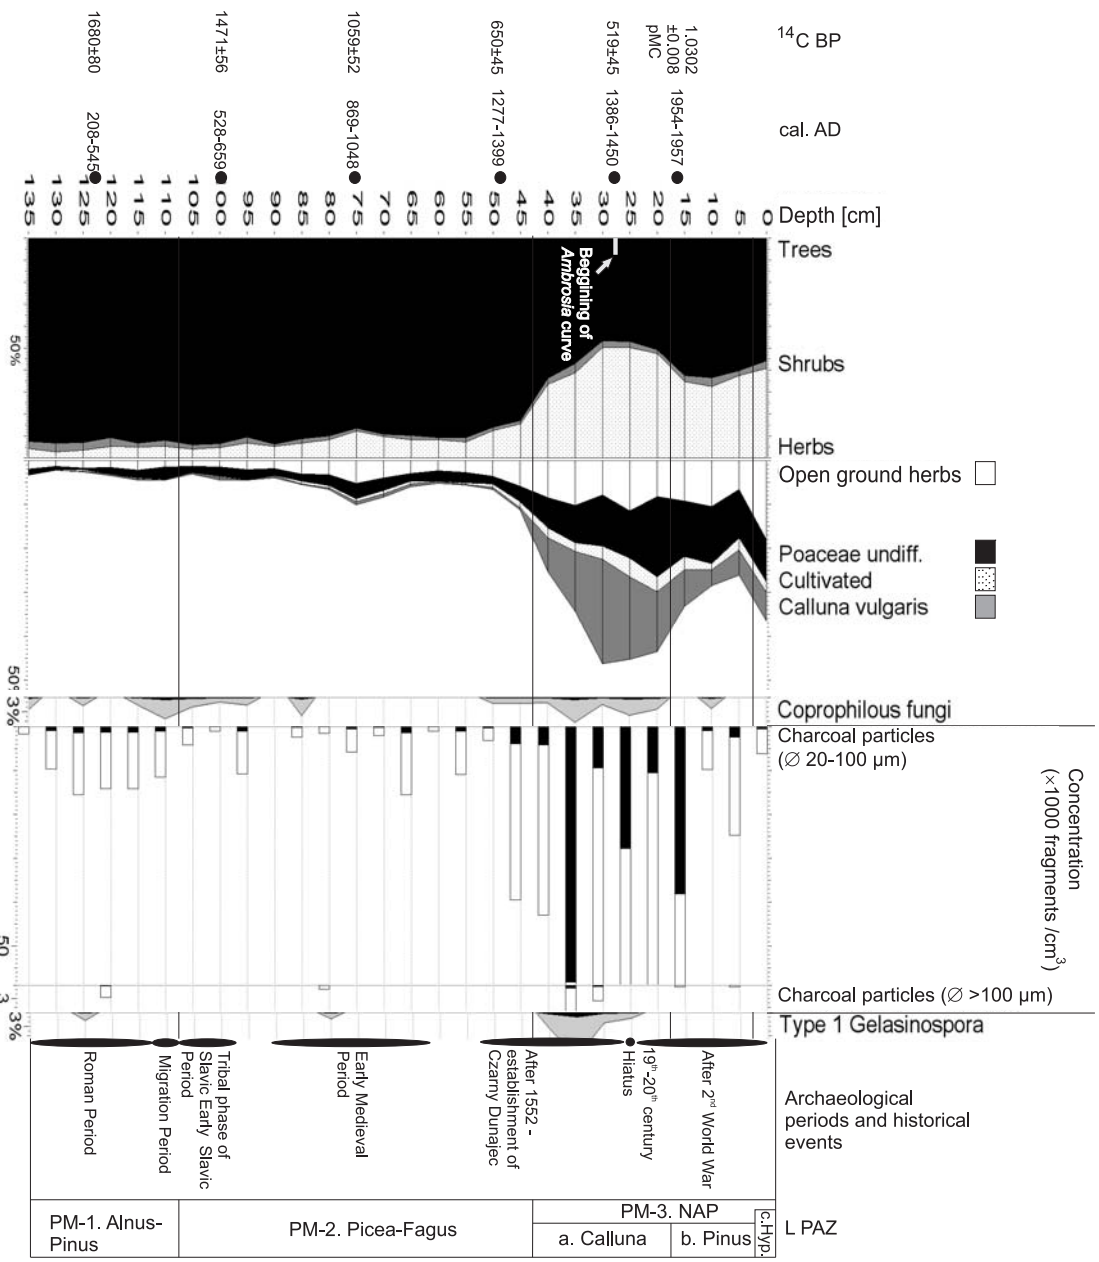 1680±80
1471±56
1059±52
650±45
519±45
1.0302
±0.008
pMC
14C BP
208-545
528-659
869-1048
1277-1399
1386-1450
1954-1957
cal. AD
135
130
125
120
115
110
105
100
95
90
85
80
75
70
65
60
55
50
45
40
35
30
25
20
15
10
5
0
Depth [cm]
Trees
Beggining of
Ambrosia curve
50%
Shrubs
Herbs
Open ground herbs
Poaceae undiff.
Cultivated
Calluna vulgaris
50%
3%
Coprophilous fungi
Charcoal particles
(Ø 20-100 µm)
Concentration
(×1000 fragments /cm3)
50
3
Charcoal particles (Ø >100 µm)
3%
Type 1 Gelasinospora
Roman Period
Migration Period
Tribal phase of
Slavic Early Slavic
Period
Early Medieval
Period
After 1552 -
establishment of
Czarny Dunajec
Hiatus
19th-20th century
After 2nd World War
Archaeological
periods and historical
events
PM-1. Alnus-
Pinus
PM-2. Picea-Fagus
PM-3. NAP
a. Calluna
b. Pinus
c.Hyp.
L PAZ